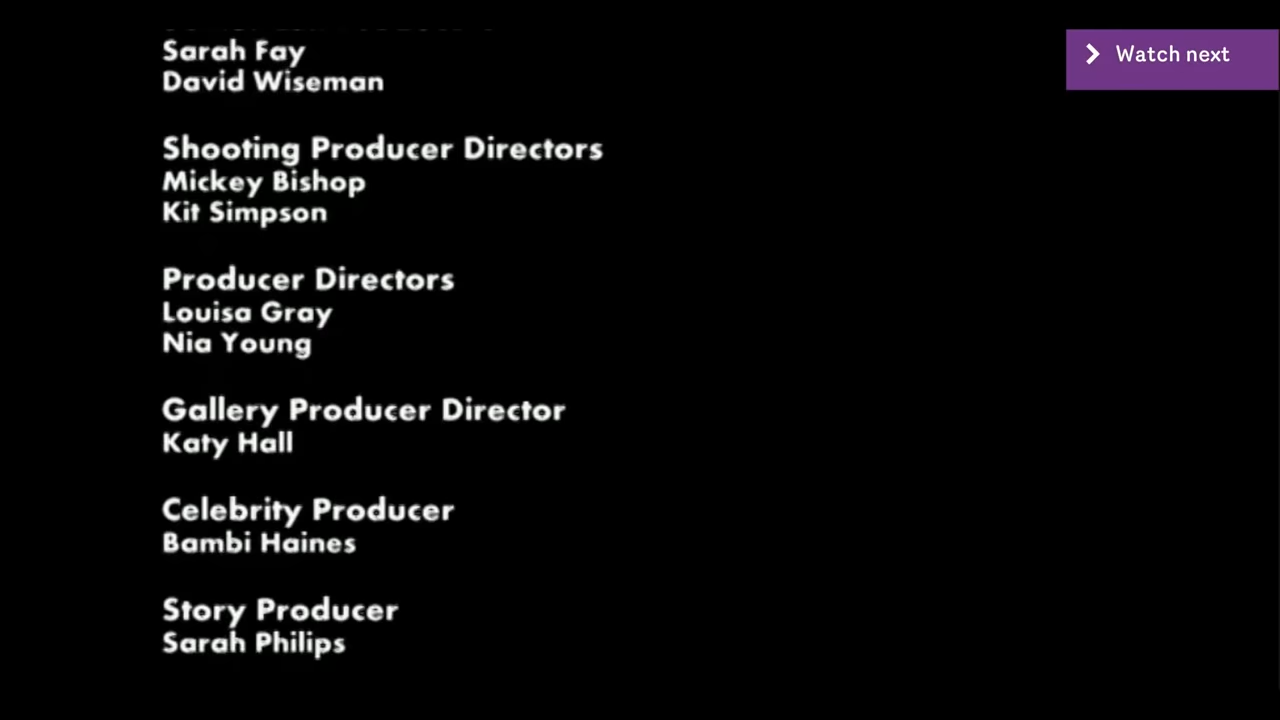 Sarah Fay
David Wiseman
Watch next
Shooting Producer Directors
Mickey Bishop
Kit Simpson
Producer Directors
Louisa Gray
Nia Young
Gallery Producer Director
Katy Hall
Celebrity Producer
Bambi Haines
Story Producer
Sarah Philips